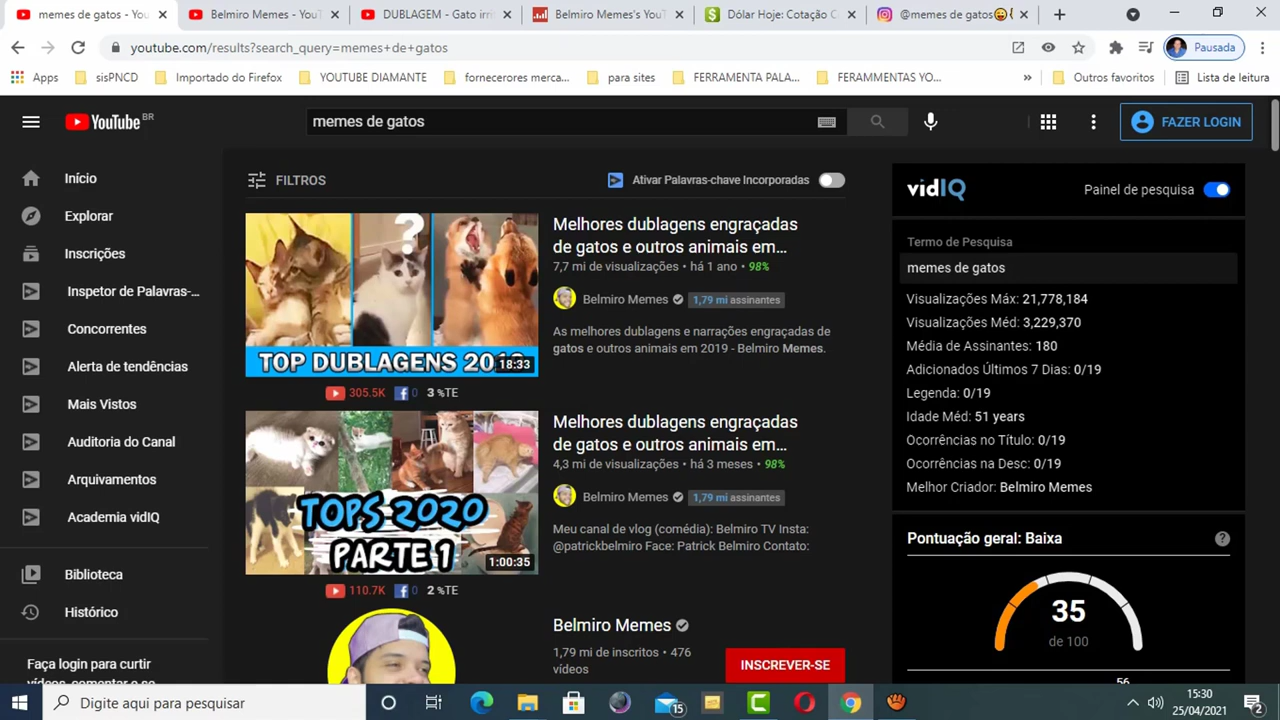 memes de gatos - You
Belmiro Memes - YouT
DUBLAGEM - Gato irri
Belmiro Memes's YouT
Dólar Hoje: Cotação C
@memes de gatos😀 (
youtube.com/results?search_query=memes+de+gatos
Pausada
Apps
sisPNCD
Importado do Firefox
YOUTUBE DIAMANTE
fornecerores merca...
para sites
FERRAMENTA PALA...
FERAMMENTAS YO...
»
Outros favoritos
Lista de leitura
YouTube BR
memes de gatos
FAZER LOGIN
Início
Explorar
Inscrições
Inspetor de Palavras-...
Concorrentes
Alerta de tendências
Mais Vistos
Auditoria do Canal
Arquivamentos
Academia vidIQ
Biblioteca
Histórico
Faça login para curtir
vídeos, comentar e se
FILTROS
Ativar Palavras-chave Incorporadas
?
TOP DUBLAGENS 2019
18:33
Melhores dublagens engraçadas
de gatos e outros animais em...
7,7 mi de visualizações • há 1 ano • 98%
Belmiro Memes
1,79 mi assinantes
As melhores dublagens e narrações engraçadas de
gatos e outros animais em 2019 - Belmiro Memes.
305.5K 0 3 %TE
TOPS 2020
PARTE 1
1:00:35
Melhores dublagens engraçadas
de gatos e outros animais em...
4,3 mi de visualizações • há 3 meses • 98%
Belmiro Memes
1,79 mi assinantes
Meu canal de vlog (comédia): Belmiro TV Insta:
@patrickbelmiro Face: Patrick Belmiro Contato:
110.7K 0 2 %TE
Belmiro Memes
1,79 mi de inscritos • 476
vídeos
INSCREVER-SE
vidIQ
Painel de pesquisa
Termo de Pesquisa
memes de gatos
Visualizações Máx: 21,778,184
Visualizações Méd: 3,229,370
Média de Assinantes: 180
Adicionados Últimos 7 Dias: 0/19
Legenda: 0/19
Idade Méd: 51 years
Ocorrências no Título: 0/19
Ocorrências na Desc: 0/19
Melhor Criador: Belmiro Memes
Pontuação geral: Baixa
?
35
de 100
56
Digite aqui para pesquisar
15
15:30
25/04/2021
2